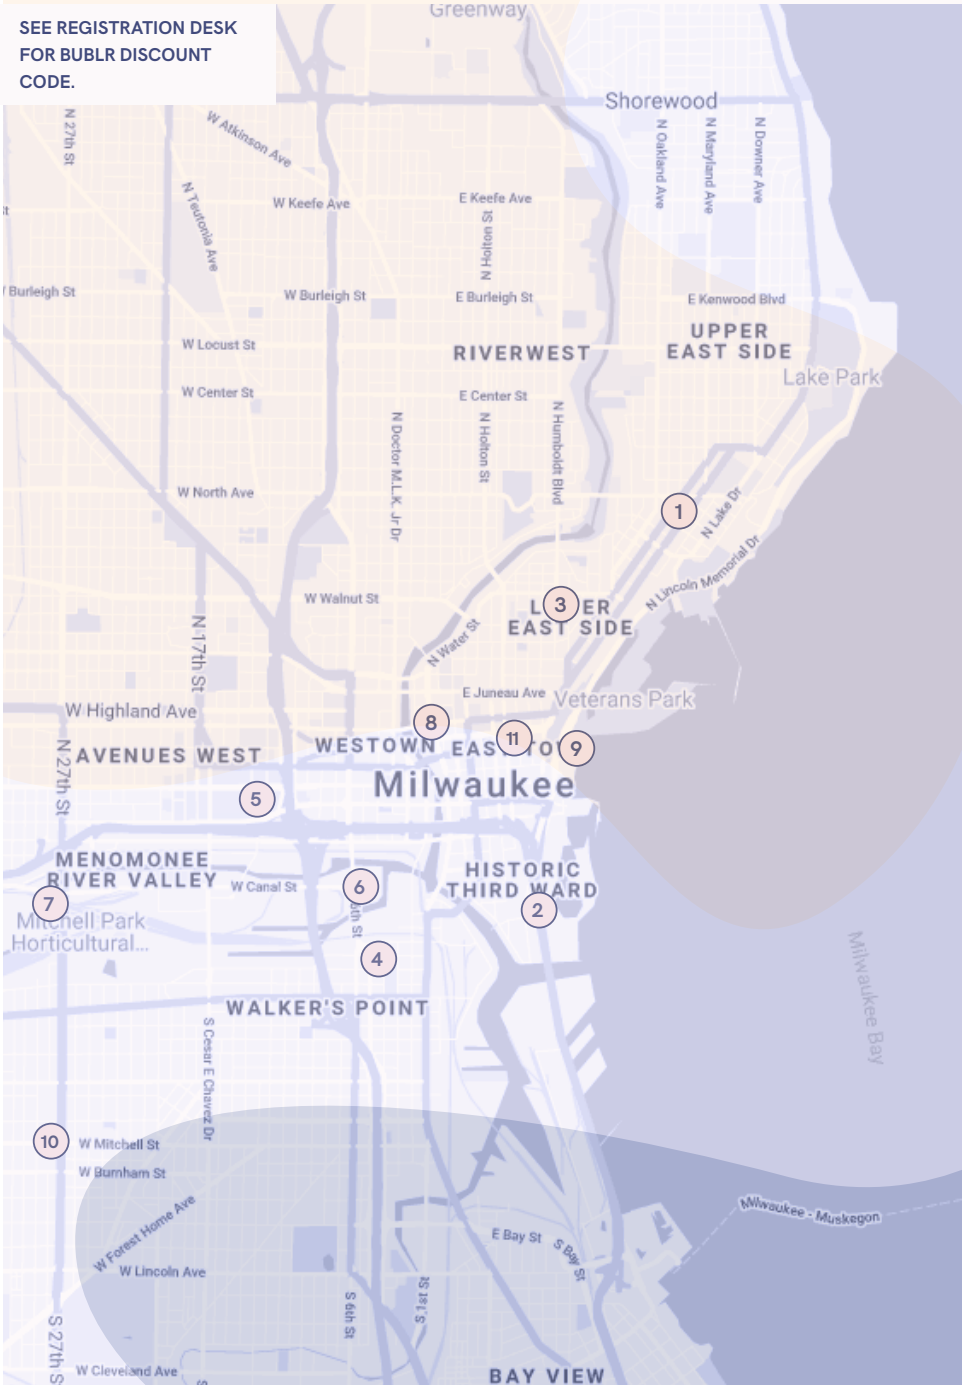 SEE REGISTRATION DESK
FOR BUBLR DISCOUNT
CODE.
Greenway
Shorewood
N 27th St
W Atkinson Ave
N Oakland Ave
N Maryland Ave
N Downer Ave
N Teutonia Ave
W Keefe Ave
E Keefe Ave
St
N Holton St
Burleigh St
W Burleigh St
E Burleigh St
E Kenwood Blvd
UPPER
EAST SIDE
W Locust St
RIVERWEST
Lake Park
W Center St
E Center St
N Doctor M.L.K. Jr Dr
N Holton St
N Humboldt Blvd
W North Ave
1
N Lake Dr
N Lincoln Memorial Dr
W Walnut St
3
L ER
EAST SIDE
N 17th St
N Water St
E Juneau Ave
Veterans Park
W Highland Ave
8
11
9
N 27th St
AVENUES WEST
WESTOWN
EAS TO
Milwaukee
5
MENOMONEE
RIVER VALLEY
HISTORIC
THIRD WARD
W Canal St
6
6th St
7
2
Mitchell Park
Horticultural...
4
Milwaukee Bay
WALKER'S POINT
S Cesar E Chavez Dr
10
W Mitchell St
W Burnham St
W Forest Home Ave
Milwaukee - Muskegon
E Bay St
S Bay St
W Lincoln Ave
S 6th St
S 1st S
S 27th S
W Cleveland Ave
S
BAY VIEW